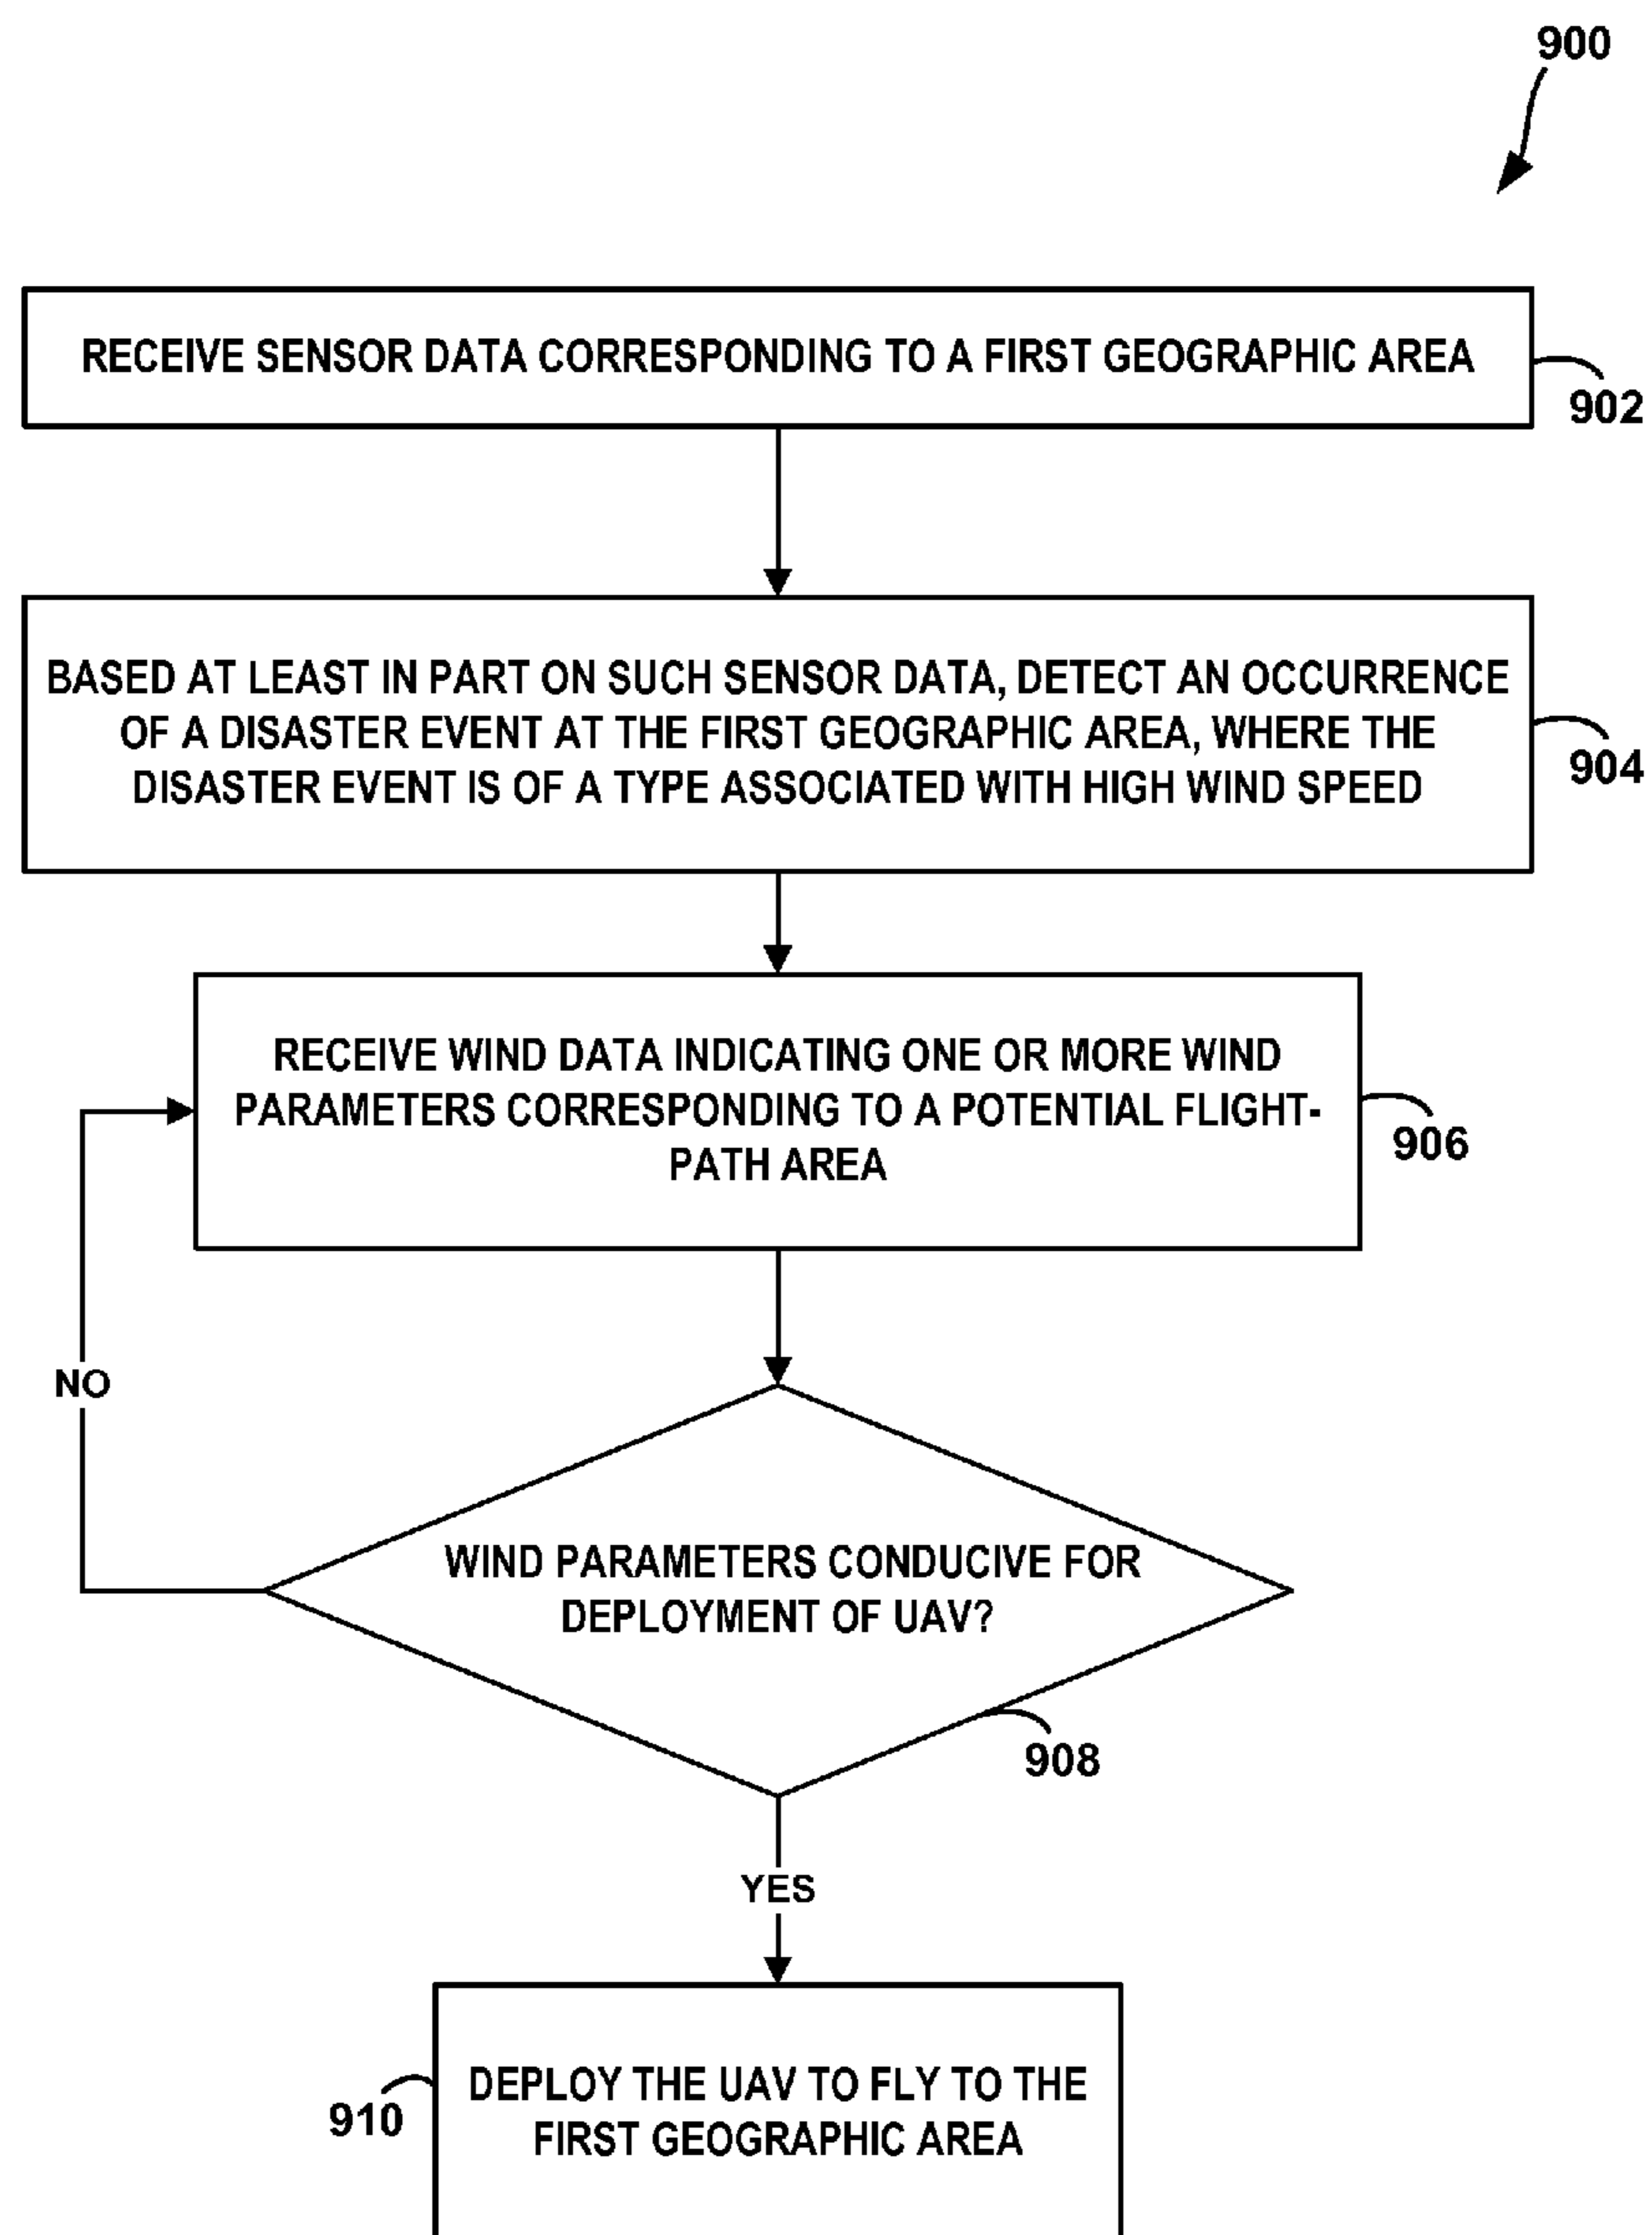 900
RECEIVE SENSOR DATA CORRESPONDING TO A FIRST GEOGRAPHIC AREA
902
BASED AT LEAST IN PART ON SUCH SENSOR DATA, DETECT AN OCCURRENCE
OF A DISASTER EVENT AT THE FIRST GEOGRAPHIC AREA, WHERE THE
DISASTER EVENT IS OF A TYPE ASSOCIATED WITH HIGH WIND SPEED
904
RECEIVE WIND DATA INDICATING ONE OR MORE WIND
PARAMETERS CORRESPONDING TO A POTENTIAL FLIGHT-
PATH AREA
906
NO
WIND PARAMETERS CONDUCIVE FOR
DEPLOYMENT OF UAV?
908
YES
DEPLOY THE UAV TO FLY TO THE
FIRST GEOGRAPHIC AREA
910